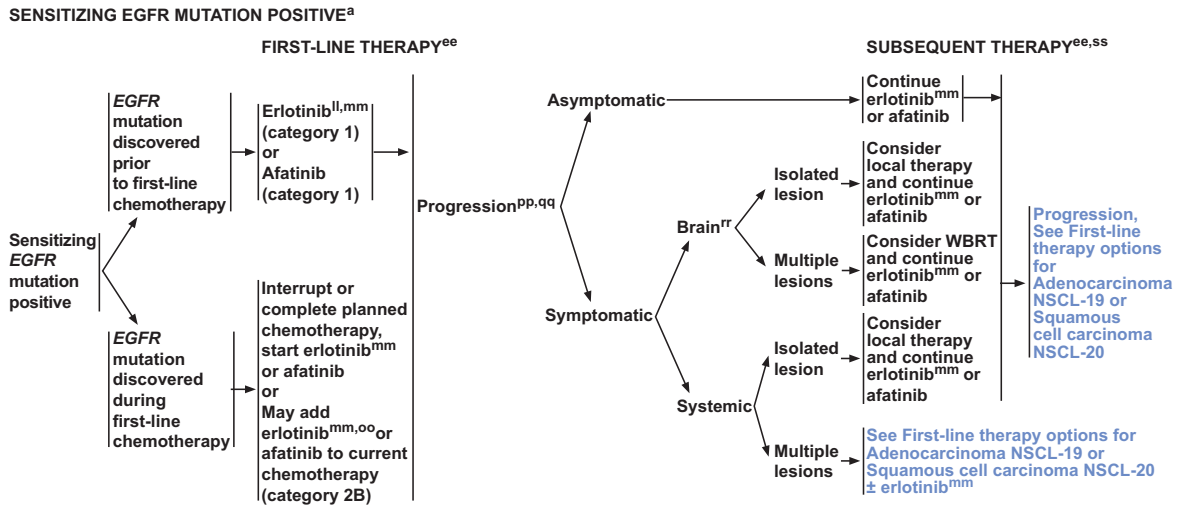 SENSITIZING EGFR MUTATION POSITIVEᵃ
FIRST-LINE THERAPYᵉᵉ
SUBSEQUENT THERAPYᵉᵉ,ˢˢ
Sensitizing
EGFR
mutation
positive
EGFR
mutation
discovered
prior
to first-line
chemotherapy
Erlotinibˡˡ,ᵐᵐ
(category 1)
or
Afatinib
(category 1)
EGFR
mutation
discovered
during
first-line
chemotherapy
Interrupt or
complete planned
chemotherapy,
start erlotinibᵐᵐ
or afatinib
or
May add
erlotinibᵐᵐ,ᵒᵒor
afatinib to current
chemotherapy
(category 2B)
Progressionᵖᵖ,qq
Asymptomatic
Continue
erlotinibᵐᵐ
or afatinib
Symptomatic
Brainʳʳ
Isolated
lesion
Consider
local therapy
and continue
erlotinibᵐᵐ or
afatinib
Multiple
lesions
Consider WBRT
and continue
erlotinibᵐᵐ or
afatinib
Systemic
Isolated
lesion
Consider
local therapy
and continue
erlotinibᵐᵐ or
afatinib
Multiple
lesions
See First-line therapy options for
Adenocarcinoma NSCL-19 or
Squamous cell carcinoma NSCL-20
± erlotinibᵐᵐ
Progression,
See First-line
therapy options
for
Adenocarcinoma
NSCL-19 or
Squamous
cell carcinoma
NSCL-20